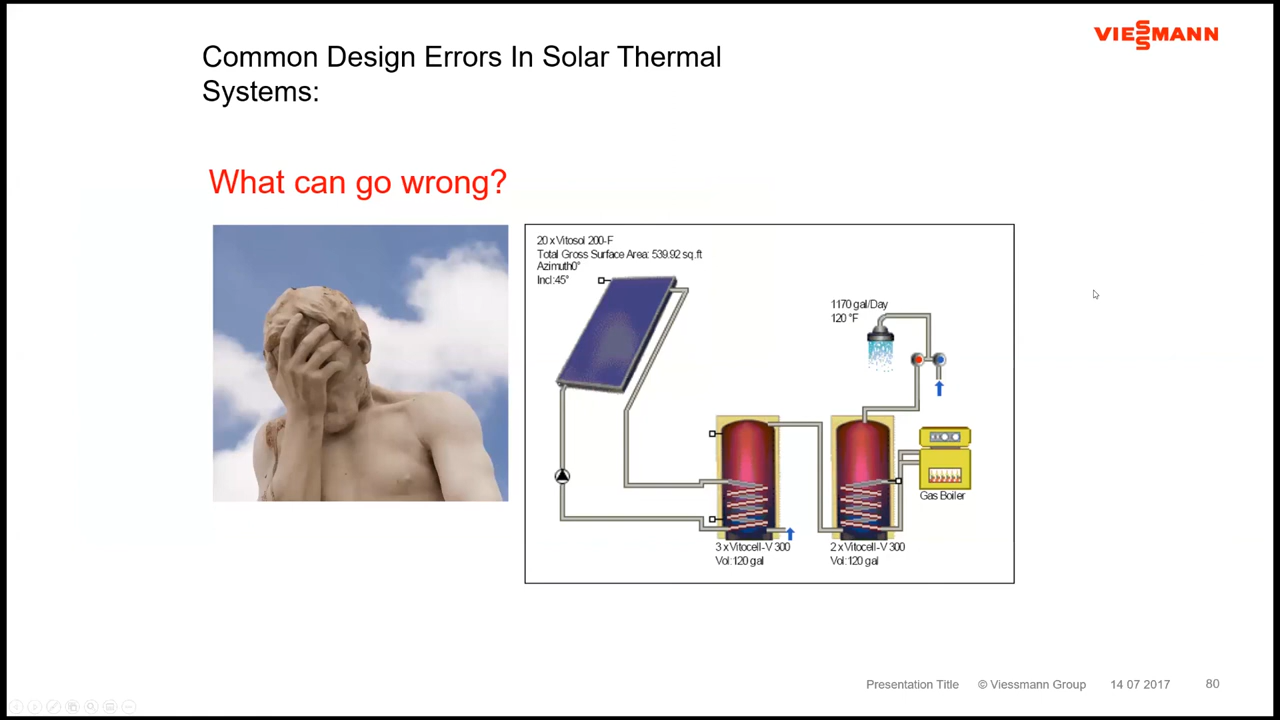 VIESSMANN
Common Design Errors In Solar Thermal
Systems:
What can go wrong?
20 x Vitosol 200-F
Total Gross Surface Area: 539.92 sq.ft
Azimuth0°
Incl:45°
1170 gal/Day
120 °F
Gas Boiler
3 x Vitocell-V 300
Vol:120 gal
2 x Vitocell-V 300
Vol:120 gal
Presentation Title © Viessmann Group 14 07 2017 80